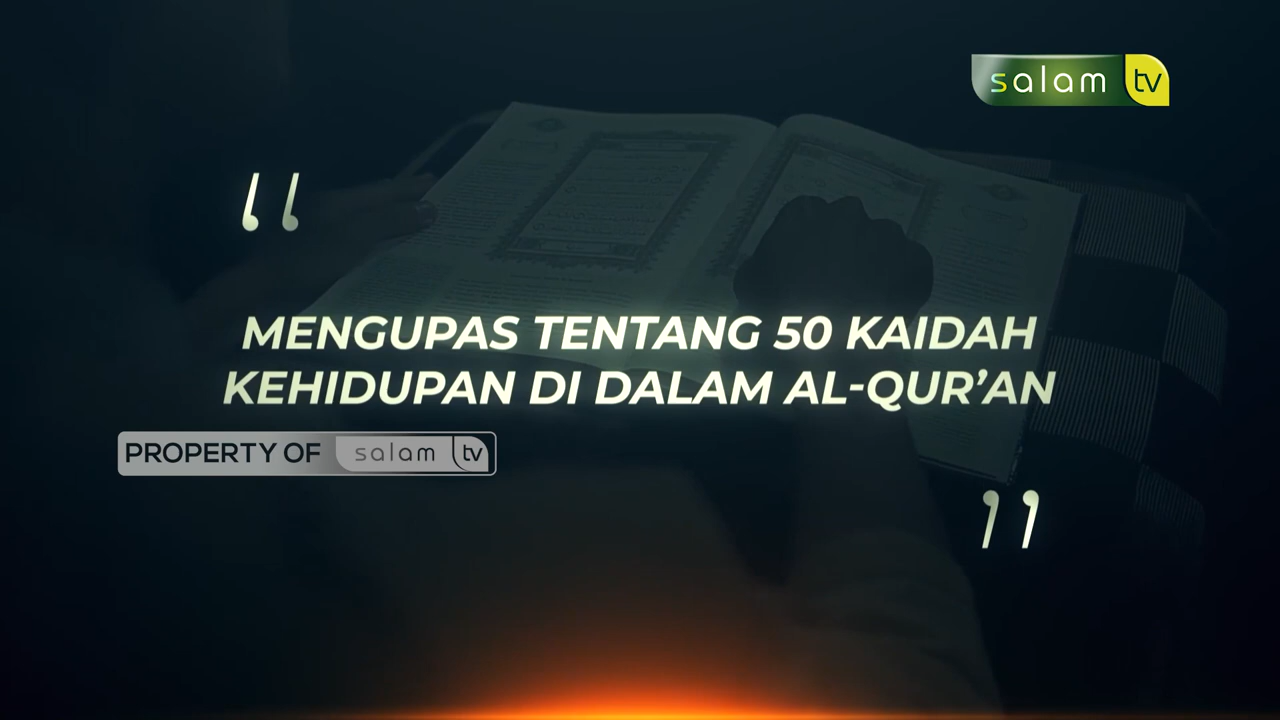 salam tv
“
MENGUPAS TENTANG 50 KAIDAH
KEHIDUPAN DI DALAM AL-QUR’AN
PROPERTY OF salam tv
”